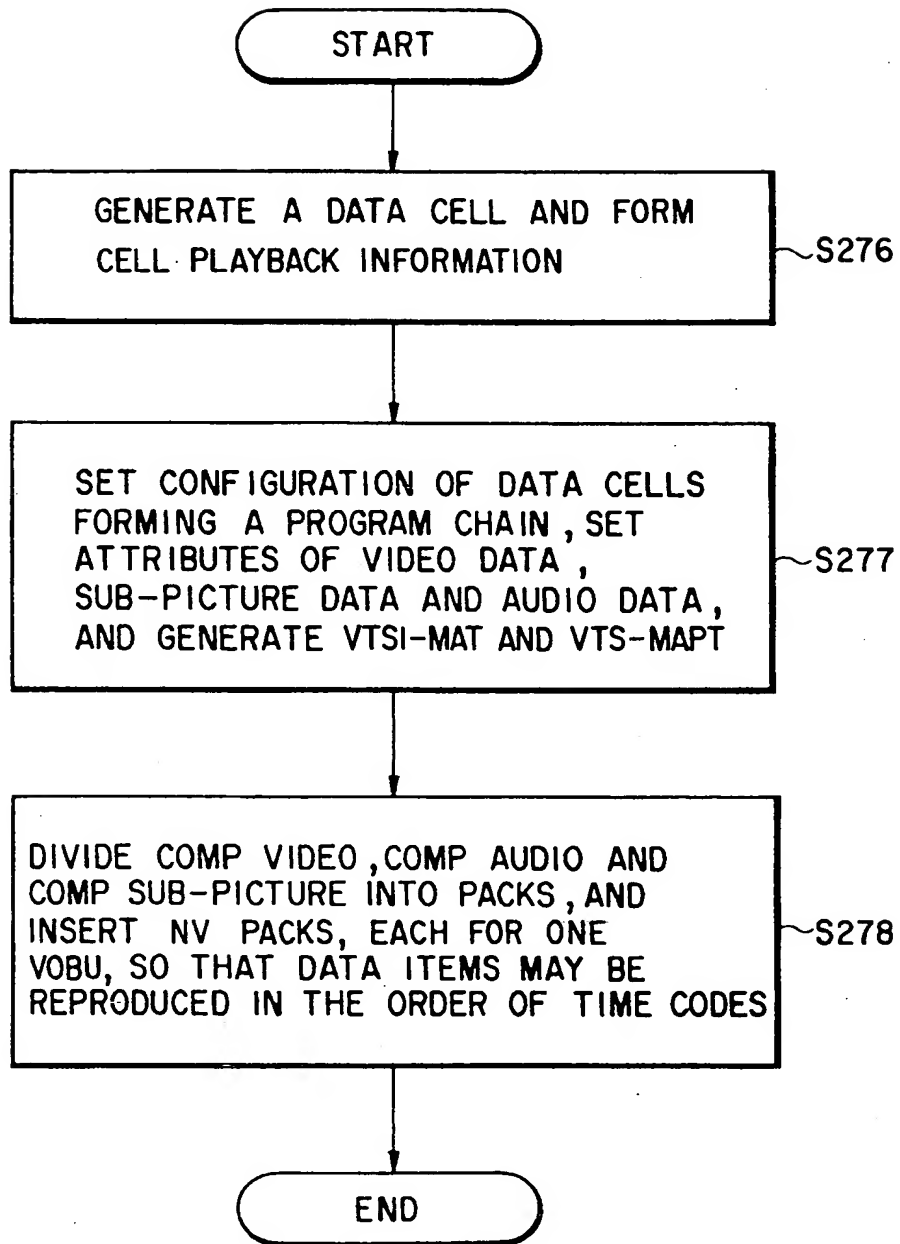 START
GENERATE A DATA CELL AND FORM
CELL PLAYBACK INFORMATION
S276
SET CONFIGURATION OF DATA CELLS
FORMING A PROGRAM CHAIN, SET
ATTRIBUTES OF VIDEO DATA,
SUB-PICTURE DATA AND AUDIO DATA,
AND GENERATE VTSI-MAT AND VTS-MAPT
S277
DIVIDE COMP VIDEO, COMP AUDIO AND
COMP SUB-PICTURE INTO PACKS, AND
INSERT NV PACKS, EACH FOR ONE
VOBU, SO THAT DATA ITEMS MAY BE
REPRODUCED IN THE ORDER OF TIME CODES
S278
END